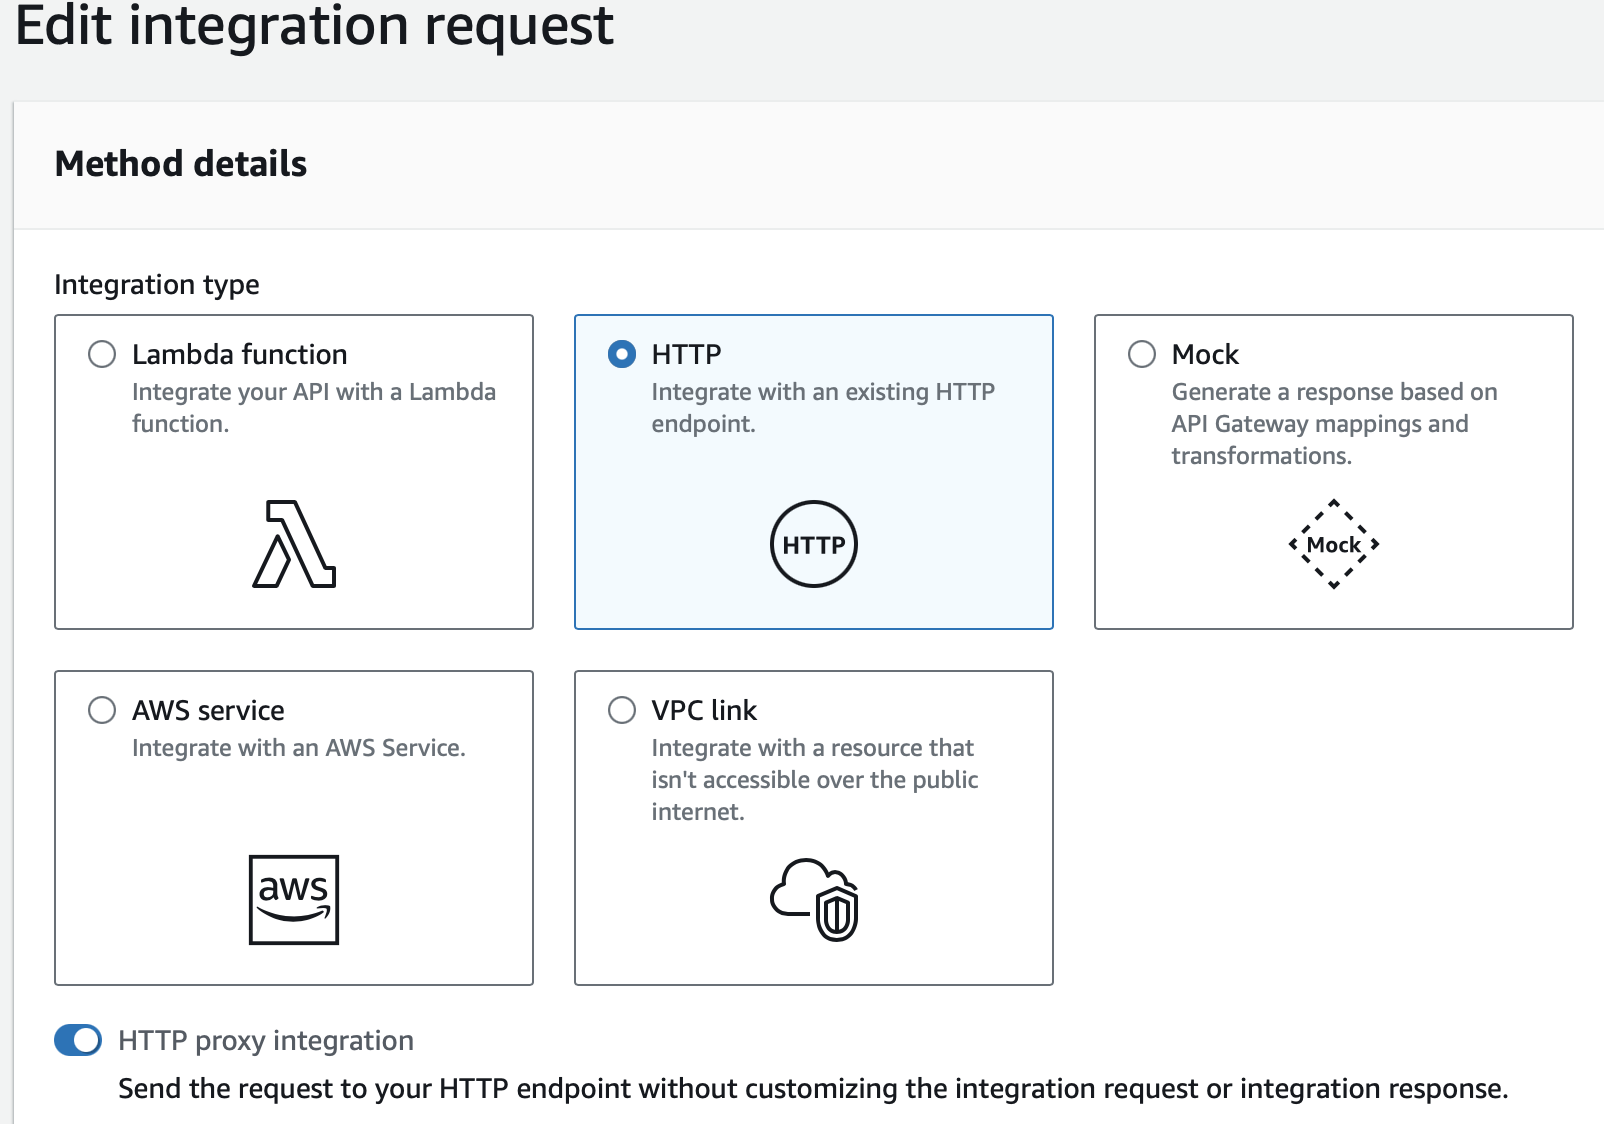 Edit integration request
Method details
Integration type
Lambda function
Integrate your API with a Lambda
function.
HTTP
Integrate with an existing HTTP
endpoint.
HTTP
Mock
Generate a response based on
API Gateway mappings and
transformations.
Mock
AWS service
Integrate with an AWS Service.
aws
VPC link
Integrate with a resource that
isn't accessible over the public
internet.
HTTP proxy integration
Send the request to your HTTP endpoint without customizing the integration request or integration response.